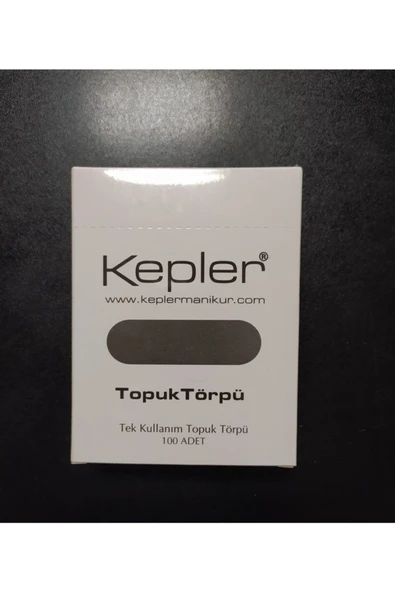 Kepler®
www.keplermanikur.com
TopukTörpü
Tek Kullanım Topuk Törpü
100 ADET